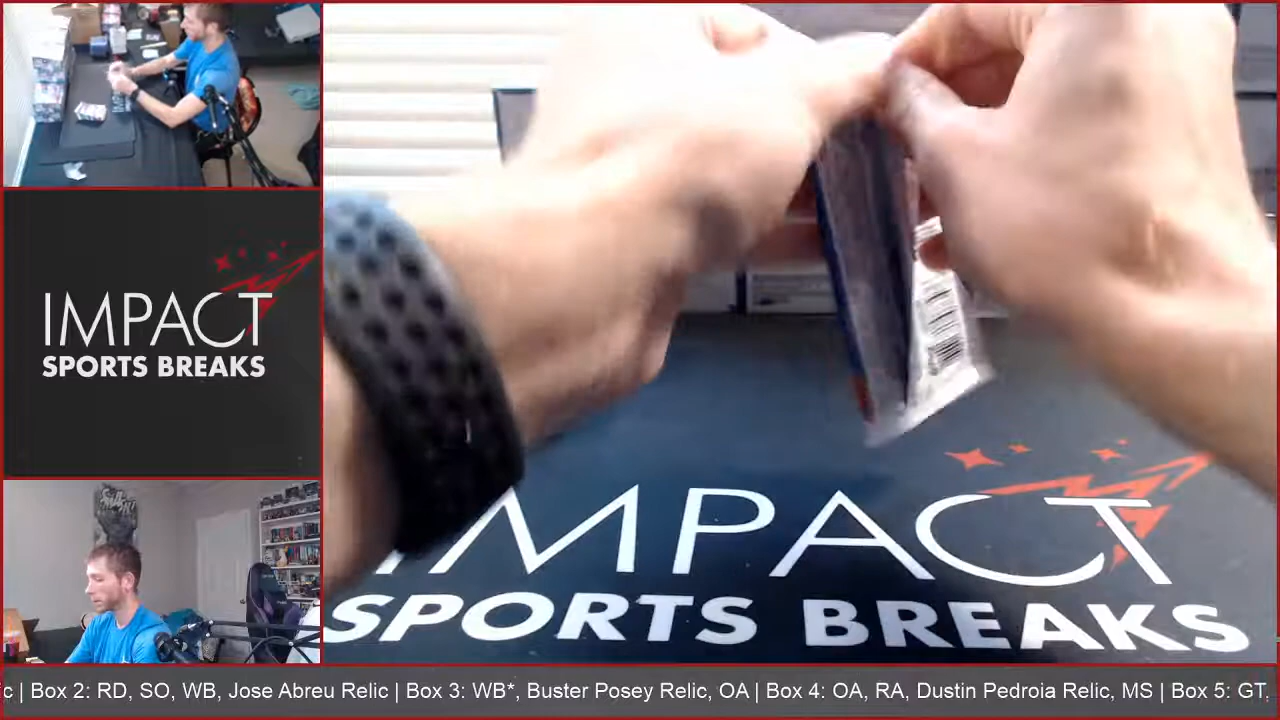 IMPACT
SPORTS BREAKS
IMPACT
SPORTS BREAKS
c | Box 2: RD, SO, WB, Jose Abreu Relic | Box 3: WB*, Buster Posey Relic, OA | Box 4: OA, RA, Dustin Pedroia Relic, MS | Box 5: GT,